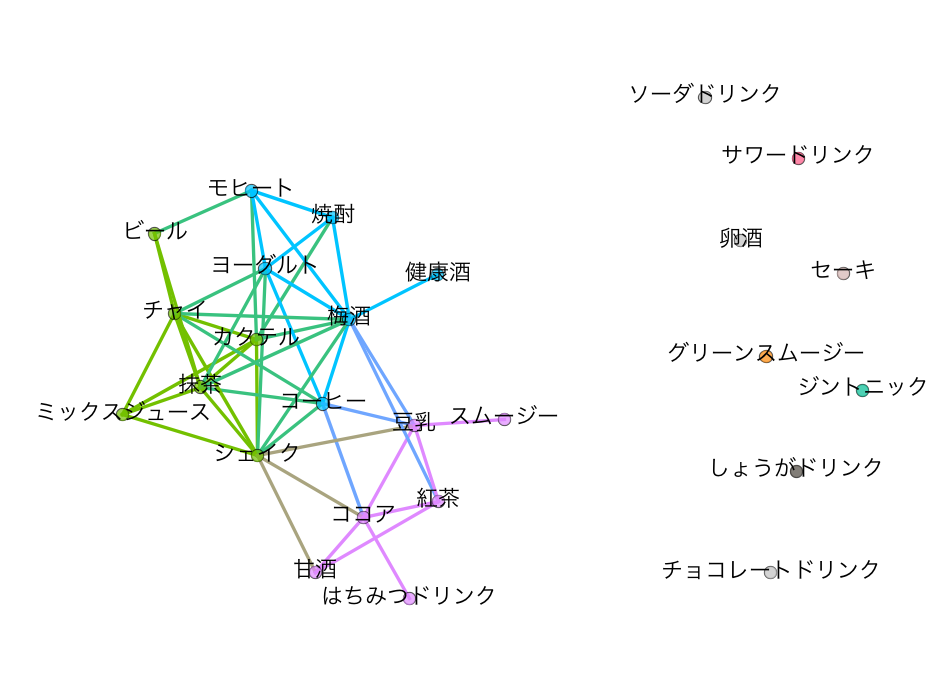 ソーダドリンク
サワードリンク
モヒート
焼酎
ビール
卵酒
ヨーグルト
健康酒
セーキ
チャイ
梅酒
カクテル
グリーンスムージー
抹茶
ジントニック
コーヒー
ミックスジュース
豆乳
スムージー
シェイク
しょうがドリンク
紅茶
ココア
甘酒
チョコレートドリンク
はちみつドリンク